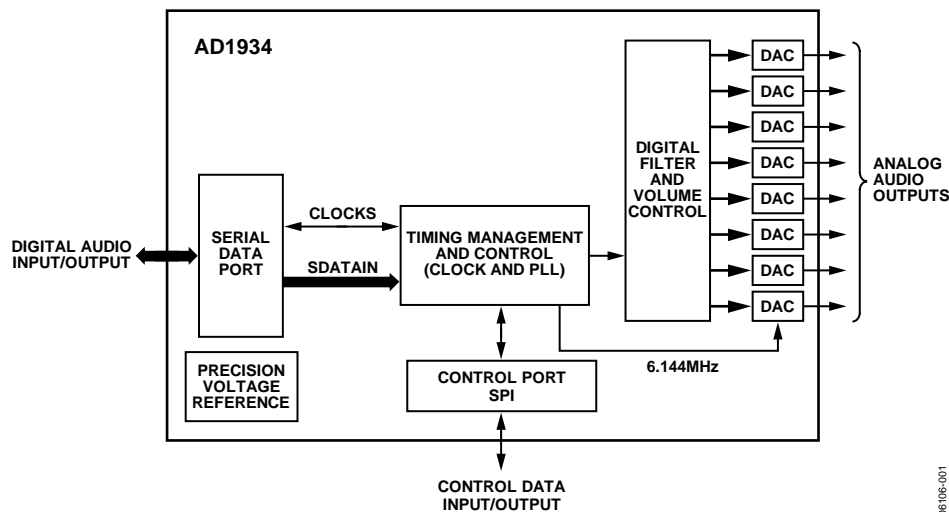 AD1934
DIGITAL AUDIO
INPUT/OUTPUT
SERIAL
DATA
PORT
CLOCKS
SDATAIN
TIMING MANAGEMENT
AND CONTROL
(CLOCK AND PLL)
DIGITAL
FILTER
AND
VOLUME
CONTROL
DAC
DAC
DAC
DAC
DAC
DAC
DAC
DAC
ANALOG
AUDIO
OUTPUTS
6.144MHz
PRECISION
VOLTAGE
REFERENCE
CONTROL PORT
SPI
CONTROL DATA
INPUT/OUTPUT
06106-001